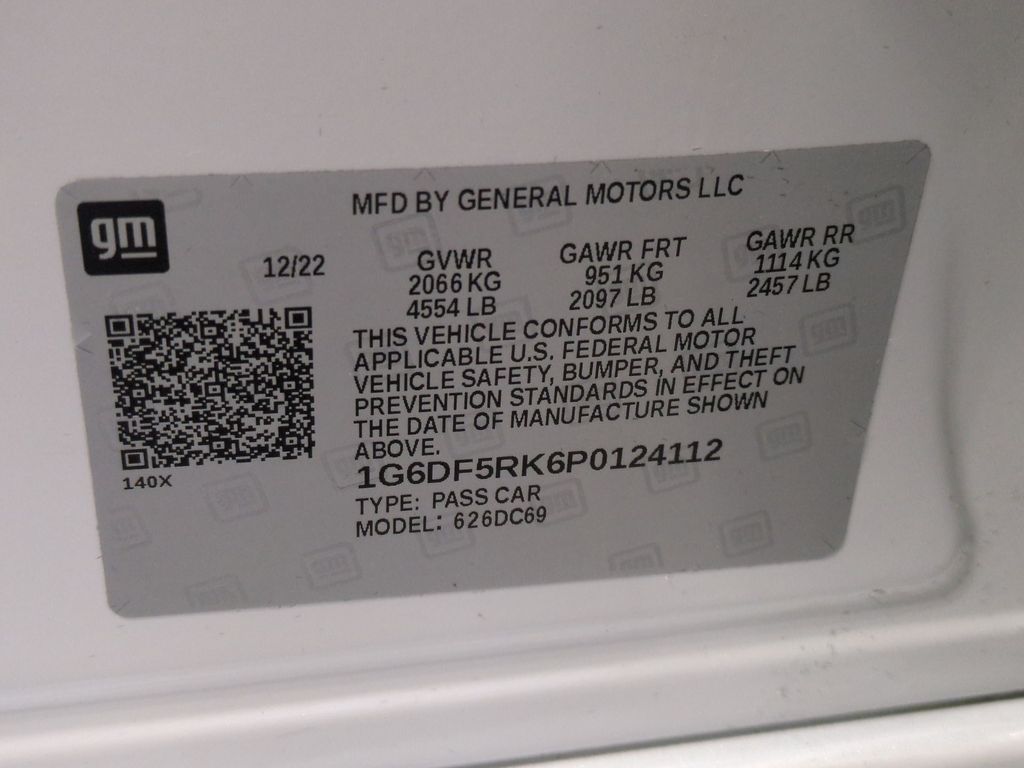 gm
MFD BY GENERAL MOTORS LLC
12/22
GVWR
2066 KG
4554 LB
GAWR FRT
951 KG
2097 LB
GAWR RR
1114 KG
2457 LB
THIS VEHICLE CONFORMS TO ALL
APPLICABLE U.S. FEDERAL MOTOR
VEHICLE SAFETY, BUMPER, AND THEFT
PREVENTION STANDARDS IN EFFECT ON
THE DATE OF MANUFACTURE SHOWN
ABOVE.
1G6DF5RK6P0124112
TYPE: PASS CAR
MODEL: 626DC69
140X